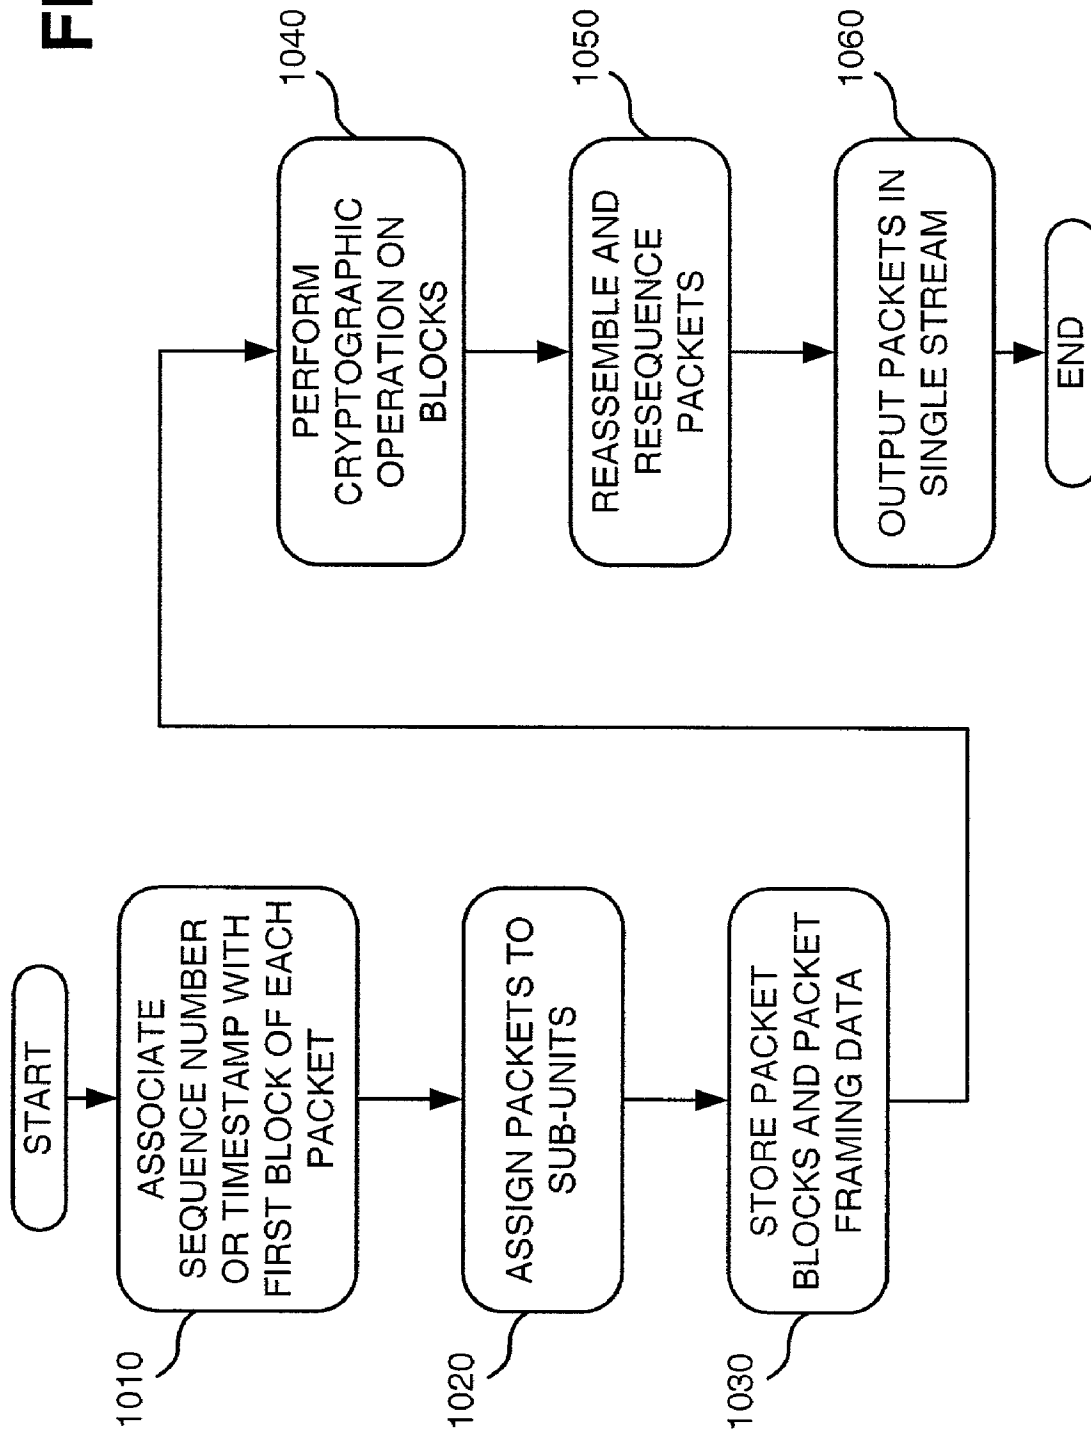 START
ASSOCIATE
SEQUENCE NUMBER
OR TIMESTAMP WITH
FIRST BLOCK OF EACH
PACKET
1010
ASSIGN PACKETS TO
SUB-UNITS
1020
STORE PACKET
BLOCKS AND PACKET
FRAMING DATA
1030
PERFORM
CRYPTOGRAPHIC
OPERATION ON
BLOCKS
1040
REASSEMBLE AND
RESEQUENCE
PACKETS
1050
OUTPUT PACKETS IN
SINGLE STREAM
1060
END